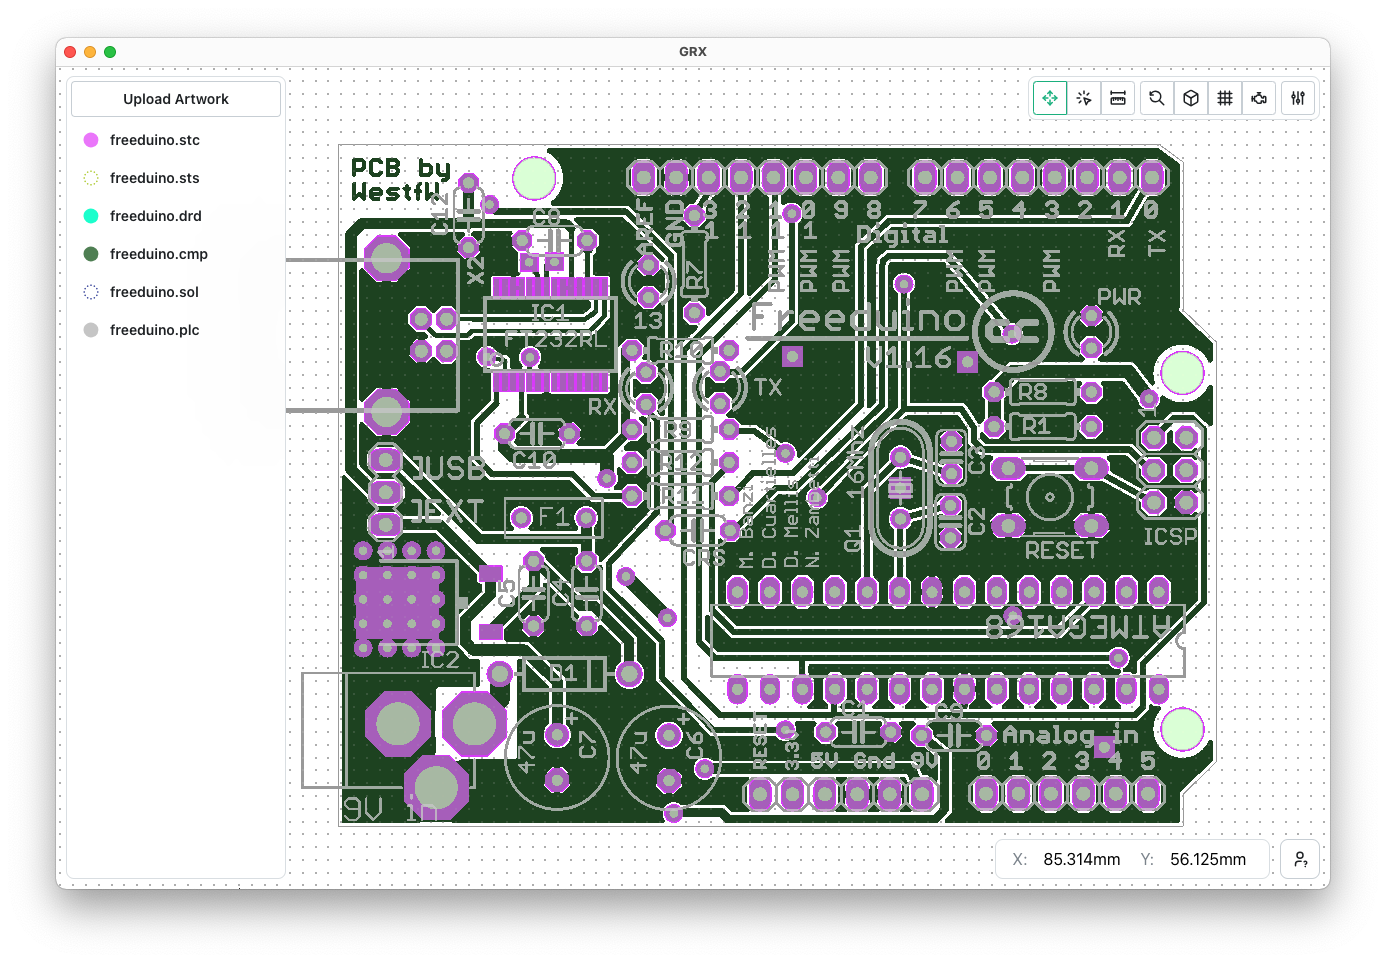 GRX
Upload Artwork
freeduino.stc
freeduino.sts
freeduino.drd
freeduino.cmp
freeduino.sol
freeduino.plc
PCB by
WestfW
C12
C8
X2
AREF
GND
13
12
11
10
9
8
7
6
5
4
3
2
1
0
RX
TX
Digital
PWM
PWM
PWM
PWM
PWM
PWM
R7
IC1
FT232RL
13
Freeduino
V1.16
PWR
R10
RX
TX
R8
R1
1
C10
R9
R12
R11
JUSB
JEXT
F1
CRS
M. Banzi
D. Cuartielles
D. Mellis
16Mhz
Q1
C3
C2
RESET
ICSP
C5
C4
IC2
D1
ATMEGA168
47u
C7
47u
C6
9V in
RESET
3.3V
5V
Gnd
9V
C1
Analog in
0
1
2
3
4
5
X: 85.314mm Y: 56.125mm